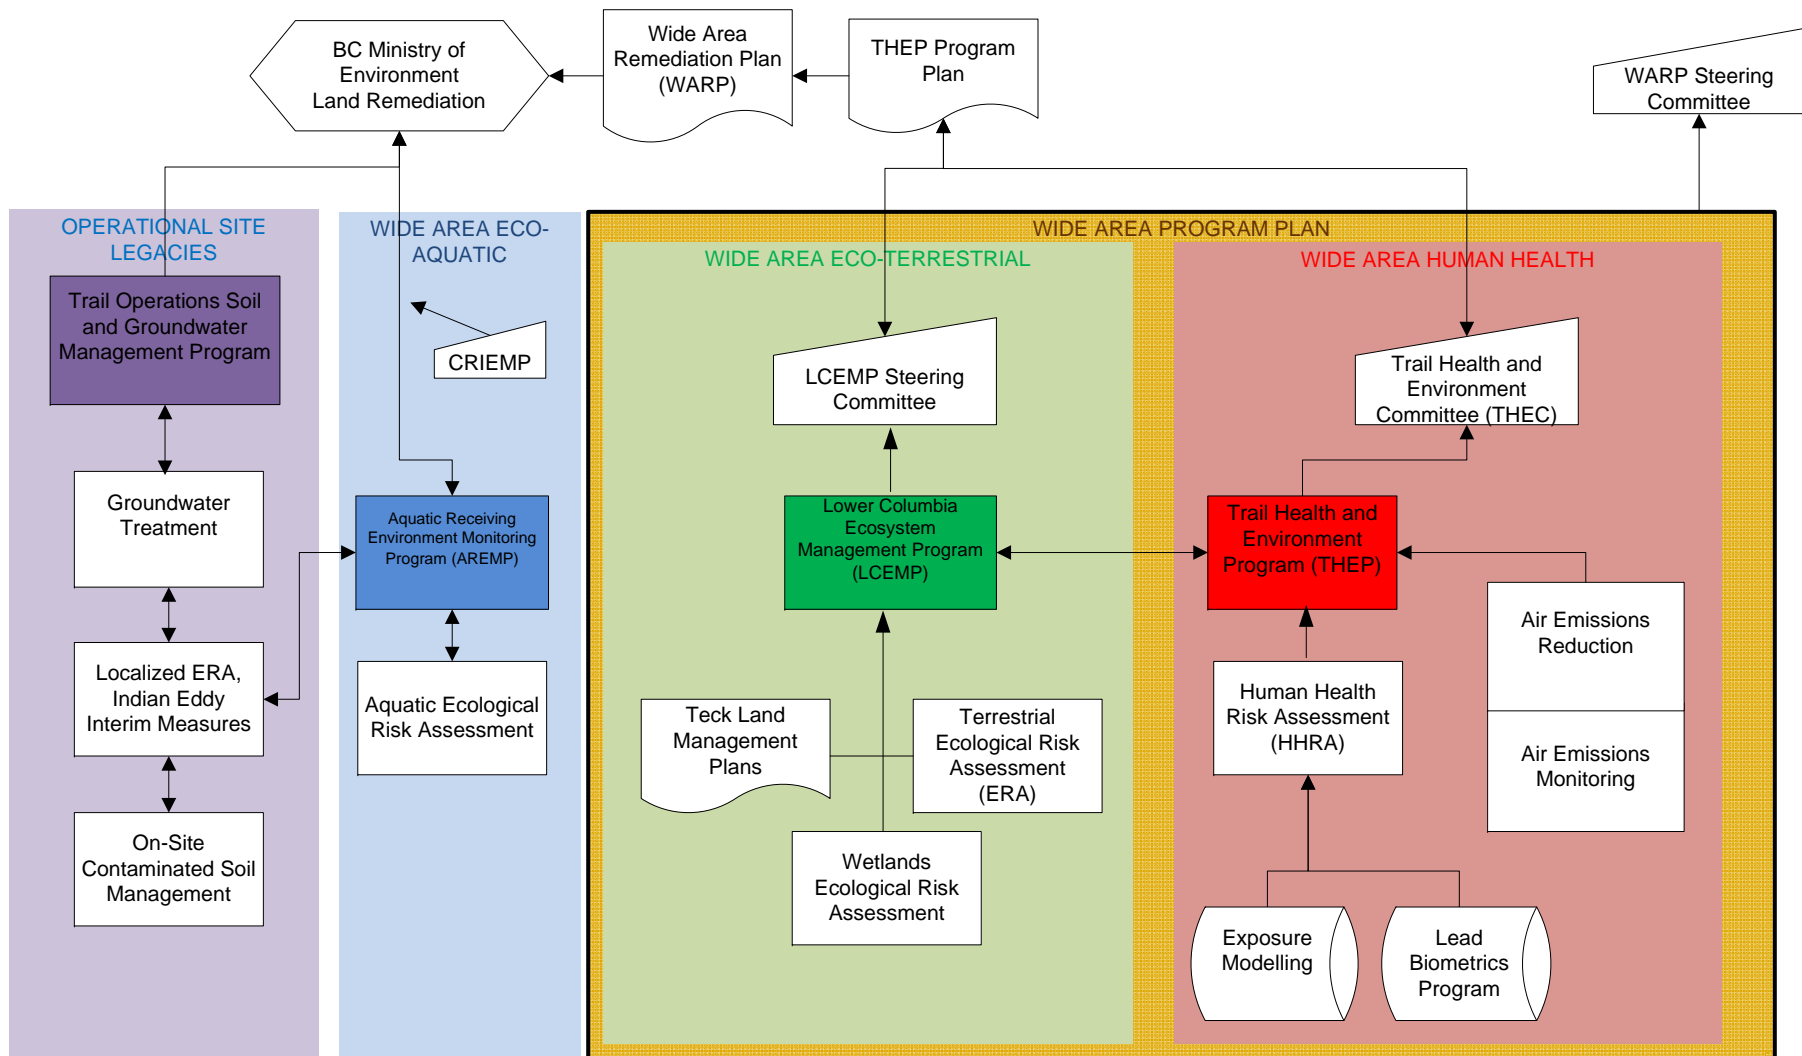 BC Ministry of
Environment
Land Remediation
Wide Area
Remediation Plan
(WARP)
THEP Program
Plan
WARP Steering
Committee
OPERATIONAL SITE
LEGACIES
Trail Operations Soil
and Groundwater
Management Program
Groundwater
Treatment
Localized ERA,
Indian Eddy
Interim Measures
On-Site
Contaminated Soil
Management
WIDE AREA ECO-
AQUATIC
CRIEMP
Aquatic Receiving
Environment Monitoring
Program (AREMP)
Aquatic Ecological
Risk Assessment
WIDE AREA PROGRAM PLAN
WIDE AREA ECO-TERRESTRIAL
LCEMP Steering
Committee
Lower Columbia
Ecosystem
Management Program
(LCEMP)
Teck Land
Management
Plans
Terrestrial
Ecological Risk
Assessment
(ERA)
Wetlands
Ecological Risk
Assessment
WIDE AREA HUMAN HEALTH
Trail Health and
Environment
Committee (THEC)
Trail Health and
Environment
Program (THEP)
Air Emissions
Reduction
Air Emissions
Monitoring
Human Health
Risk Assessment
(HHRA)
Exposure
Modelling
Lead
Biometrics
Program